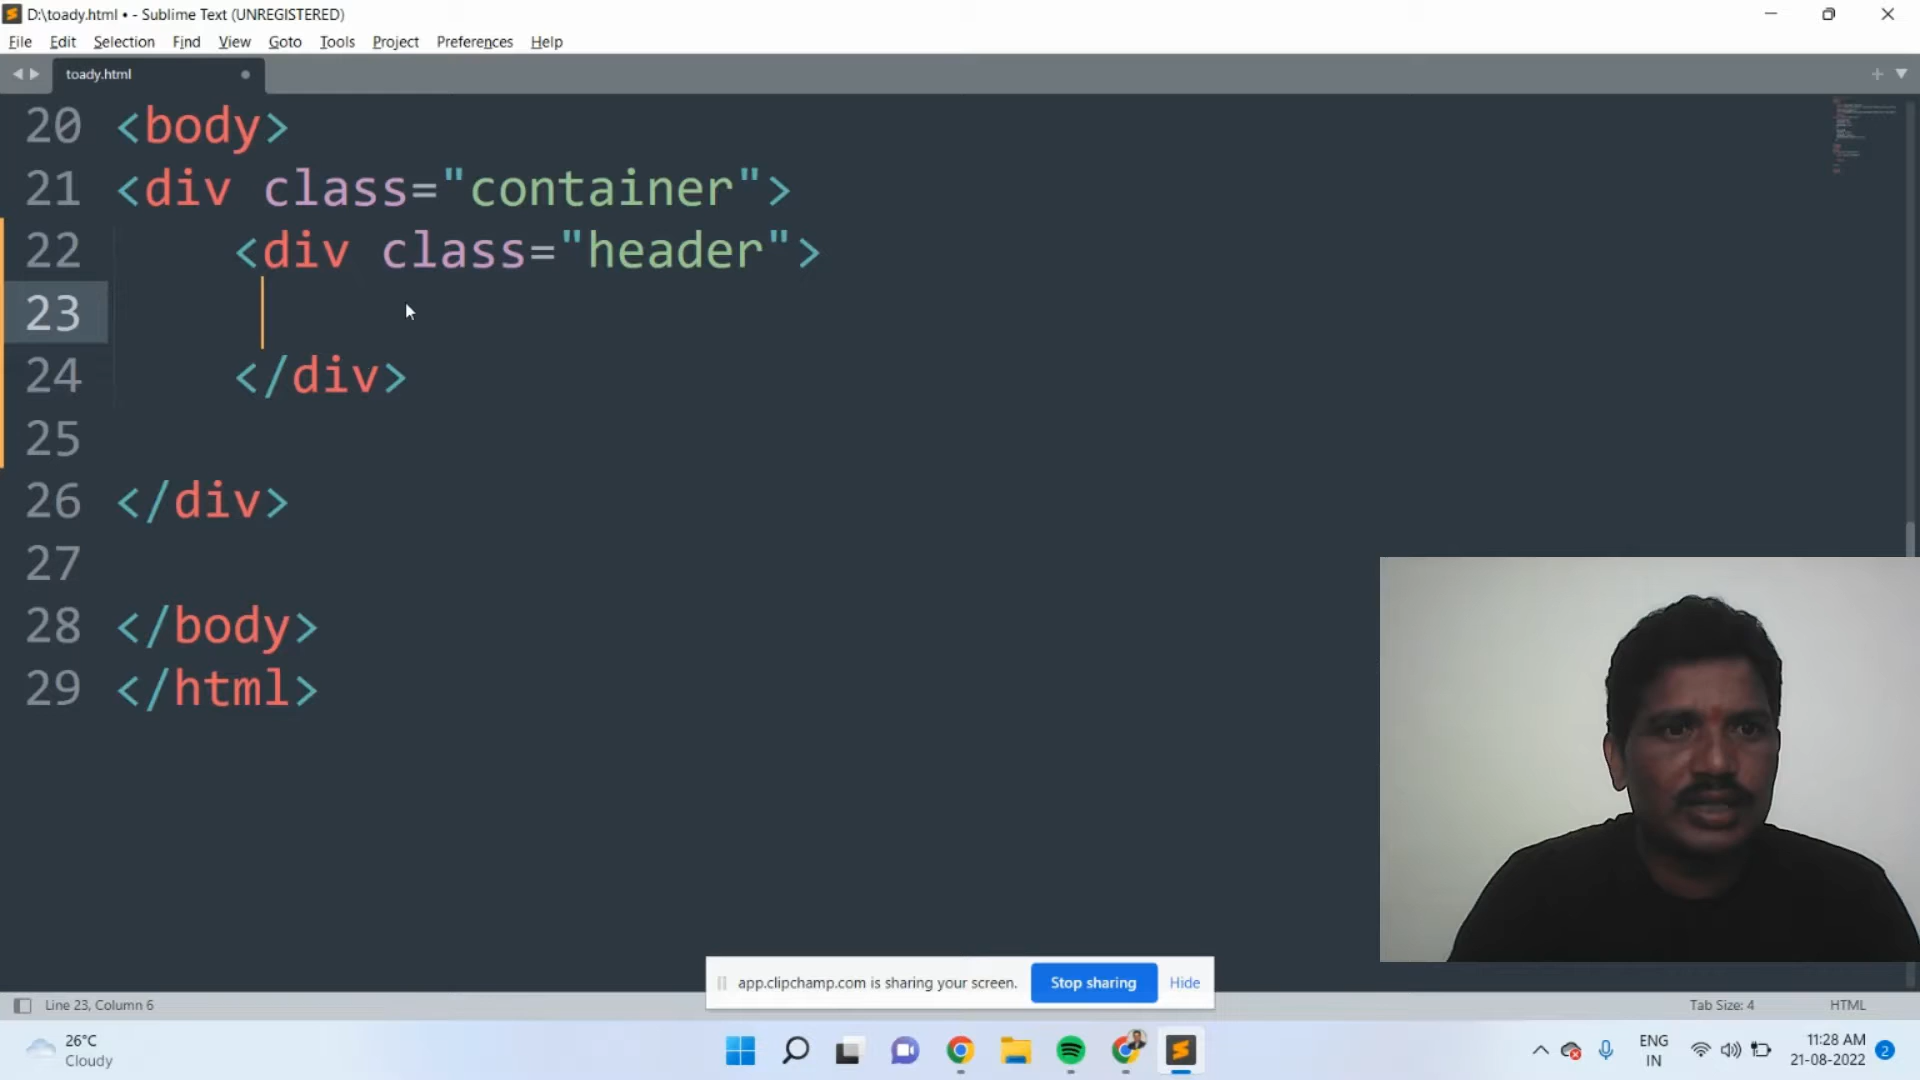 D:\toady.html • - Sublime Text (UNREGISTERED)
File Edit Selection Find View Goto Tools Project Preferences Help
toady.html
20 <body>
21 <div class="container">
22 <div class="header">
23
24 </div>
25
26 </div>
27
28 </body>
29 </html>
app.clipchamp.com is sharing your screen. Stop sharing Hide
Line 23, Column 6 Tab Size: 4 HTML
26°C
Cloudy
ENG
IN
11:28 AM
21-08-2022
2